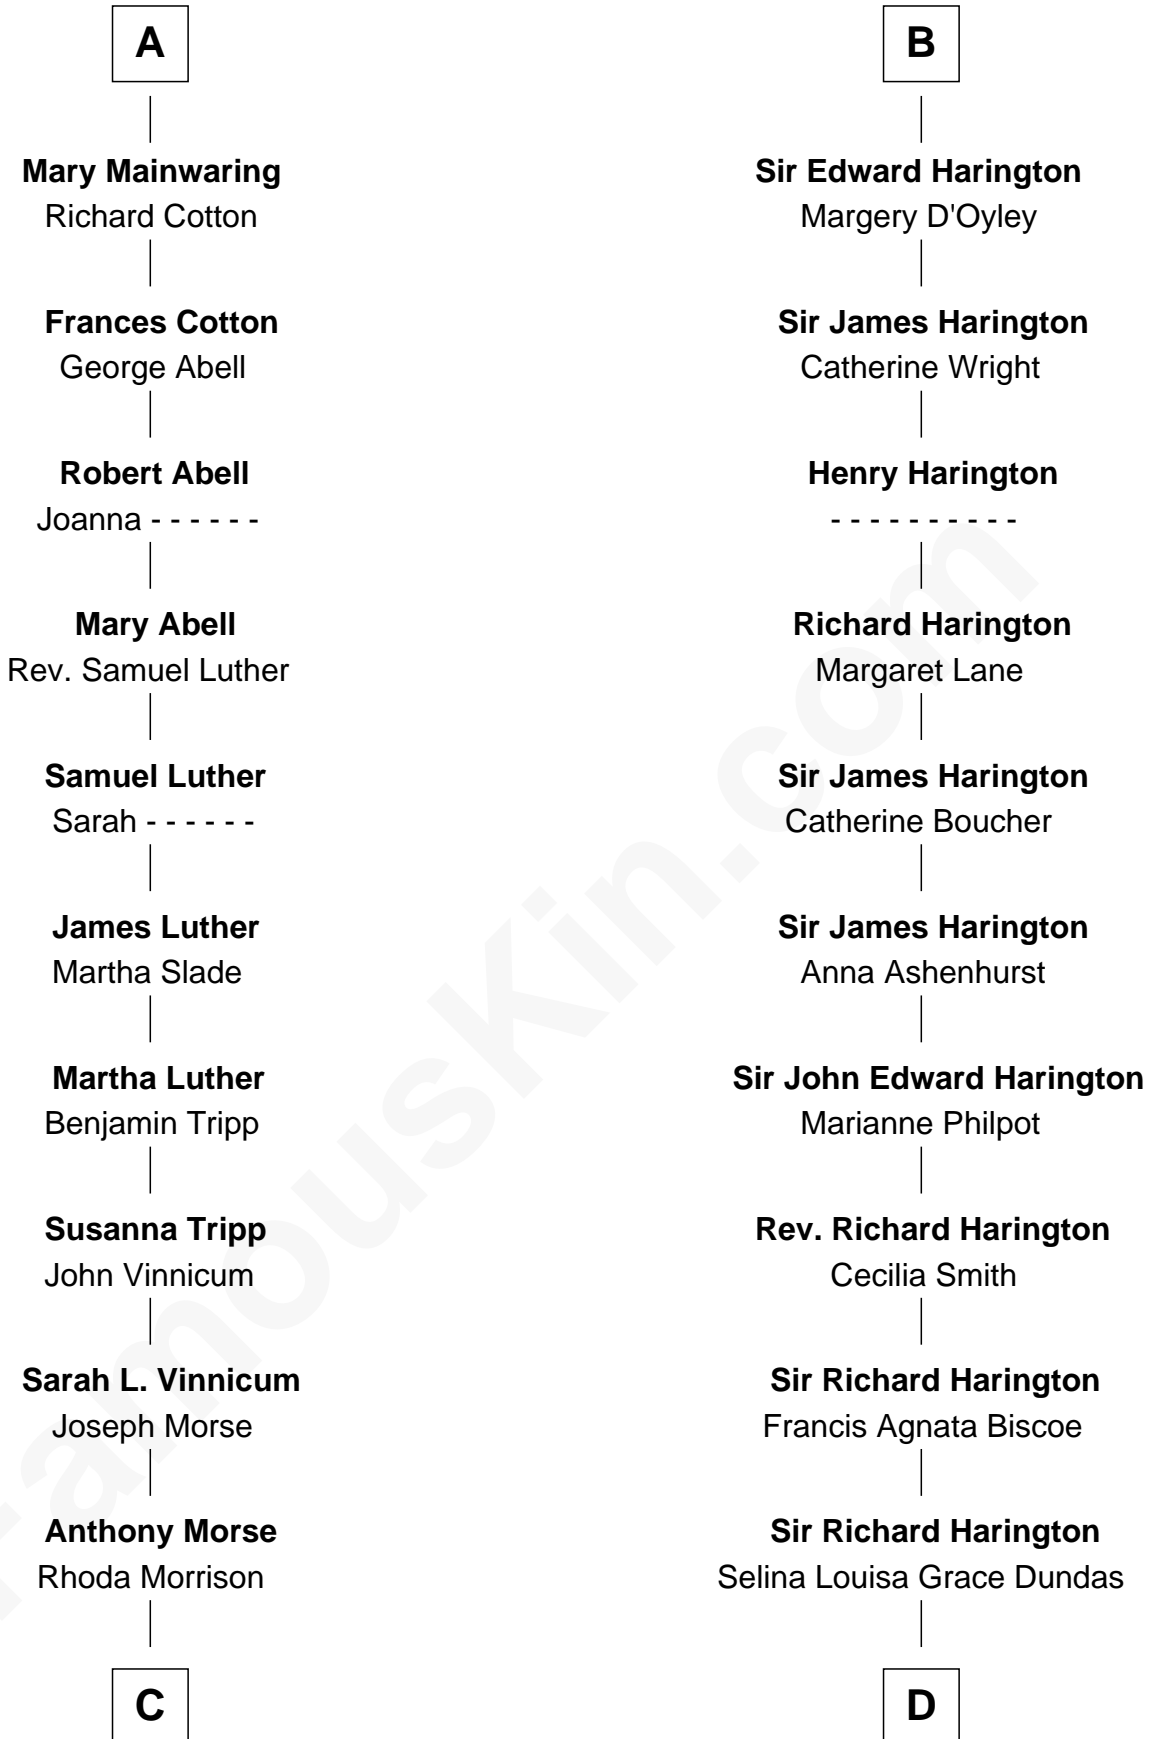 A
Mary Mainwaring
Richard Cotton
Frances Cotton
George Abell
Robert Abell
Joanna - - - - - -
Mary Abell
Rev. Samuel Luther
Samuel Luther
Sarah - - - - - -
James Luther
Martha Slade
Martha Luther
Benjamin Tripp
Susanna Tripp
John Vinnicum
Sarah L. Vinnicum
Joseph Morse
Anthony Morse
Rhoda Morrison
C
B
Sir Edward Harington
Margery D'Oyley
Sir James Harington
Catherine Wright
Henry Harington
- - - - - - - - - -
Richard Harington
Margaret Lane
Sir James Harington
Catherine Boucher
Sir James Harington
Anna Ashenhurst
Sir John Edward Harington
Marianne Philpot
Rev. Richard Harington
Cecilia Smith
Sir Richard Harington
Francis Agnata Biscoe
Sir Richard Harington
Selina Louisa Grace Dundas
D
FamousKin.com